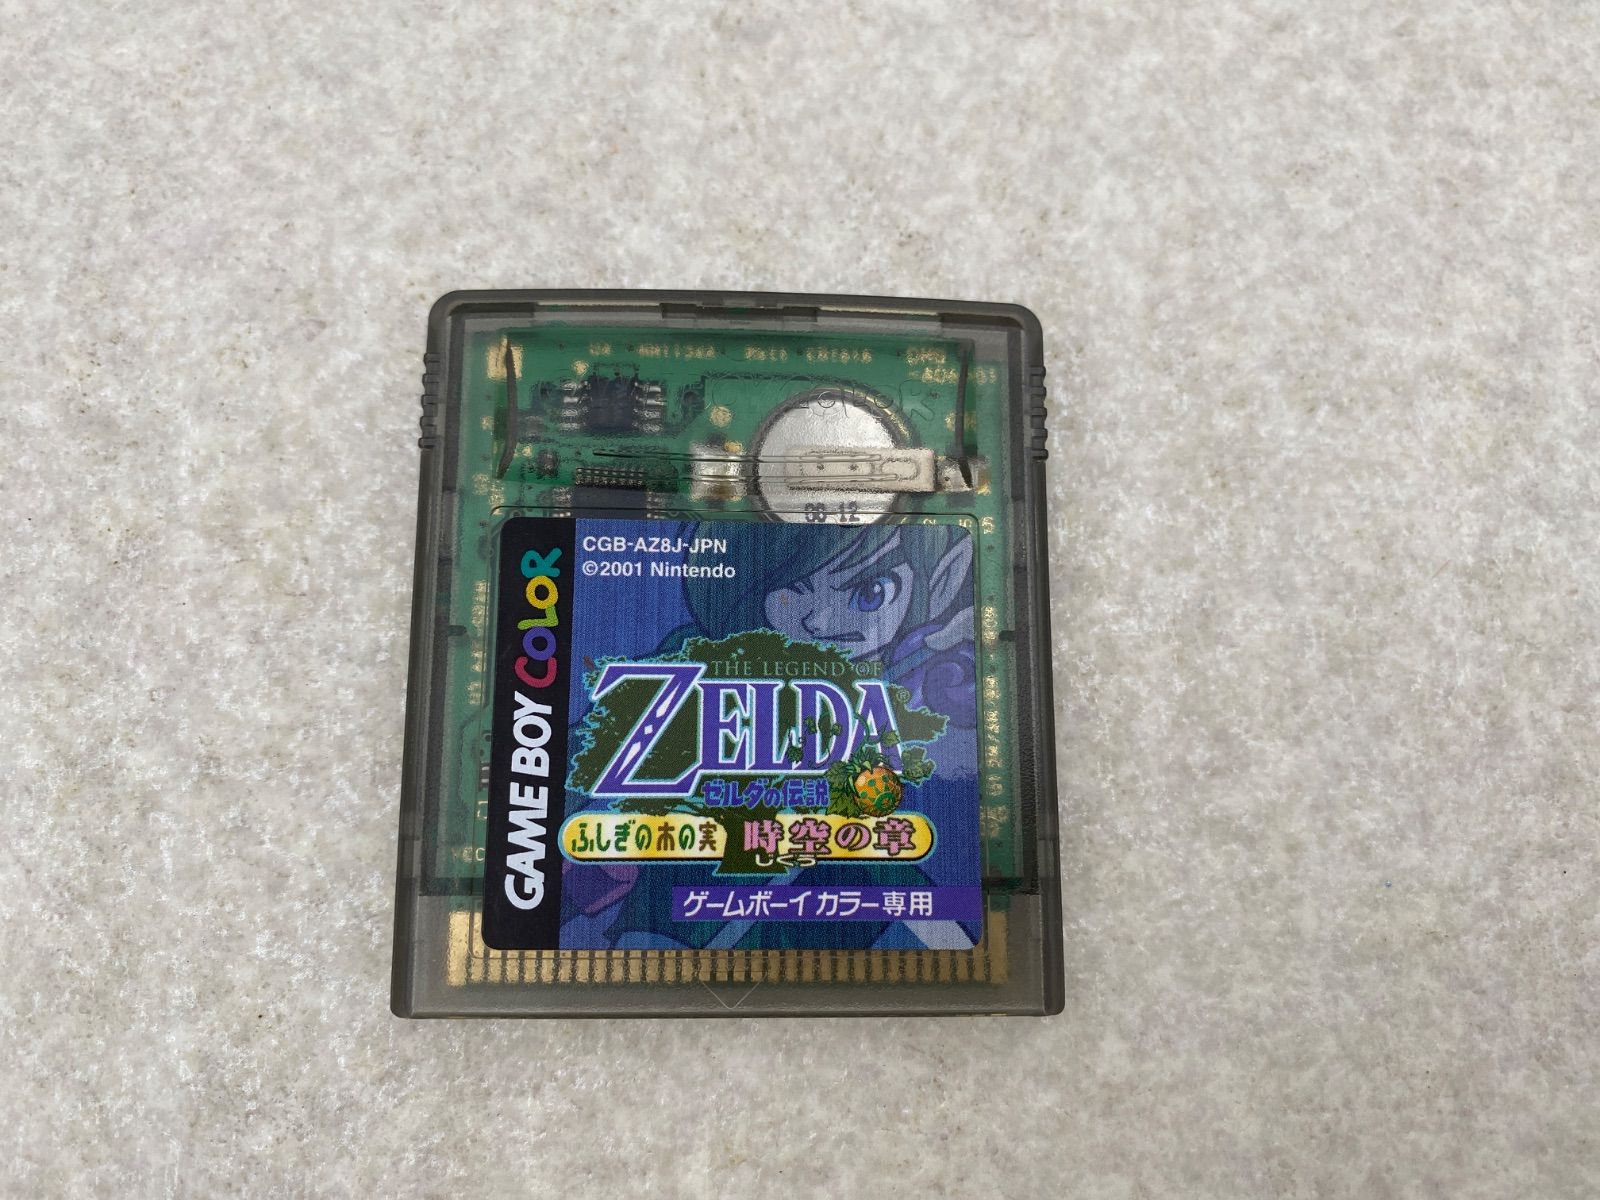 CGB-AZ8J-JPN
©2001 Nintendo
GAME BOY COLOR
THE LEGEND OF
ZELDA®
ゼルダの伝説
ふしぎの木の実 時空の章
じくう
ゲームボーイカラー専用
08-12